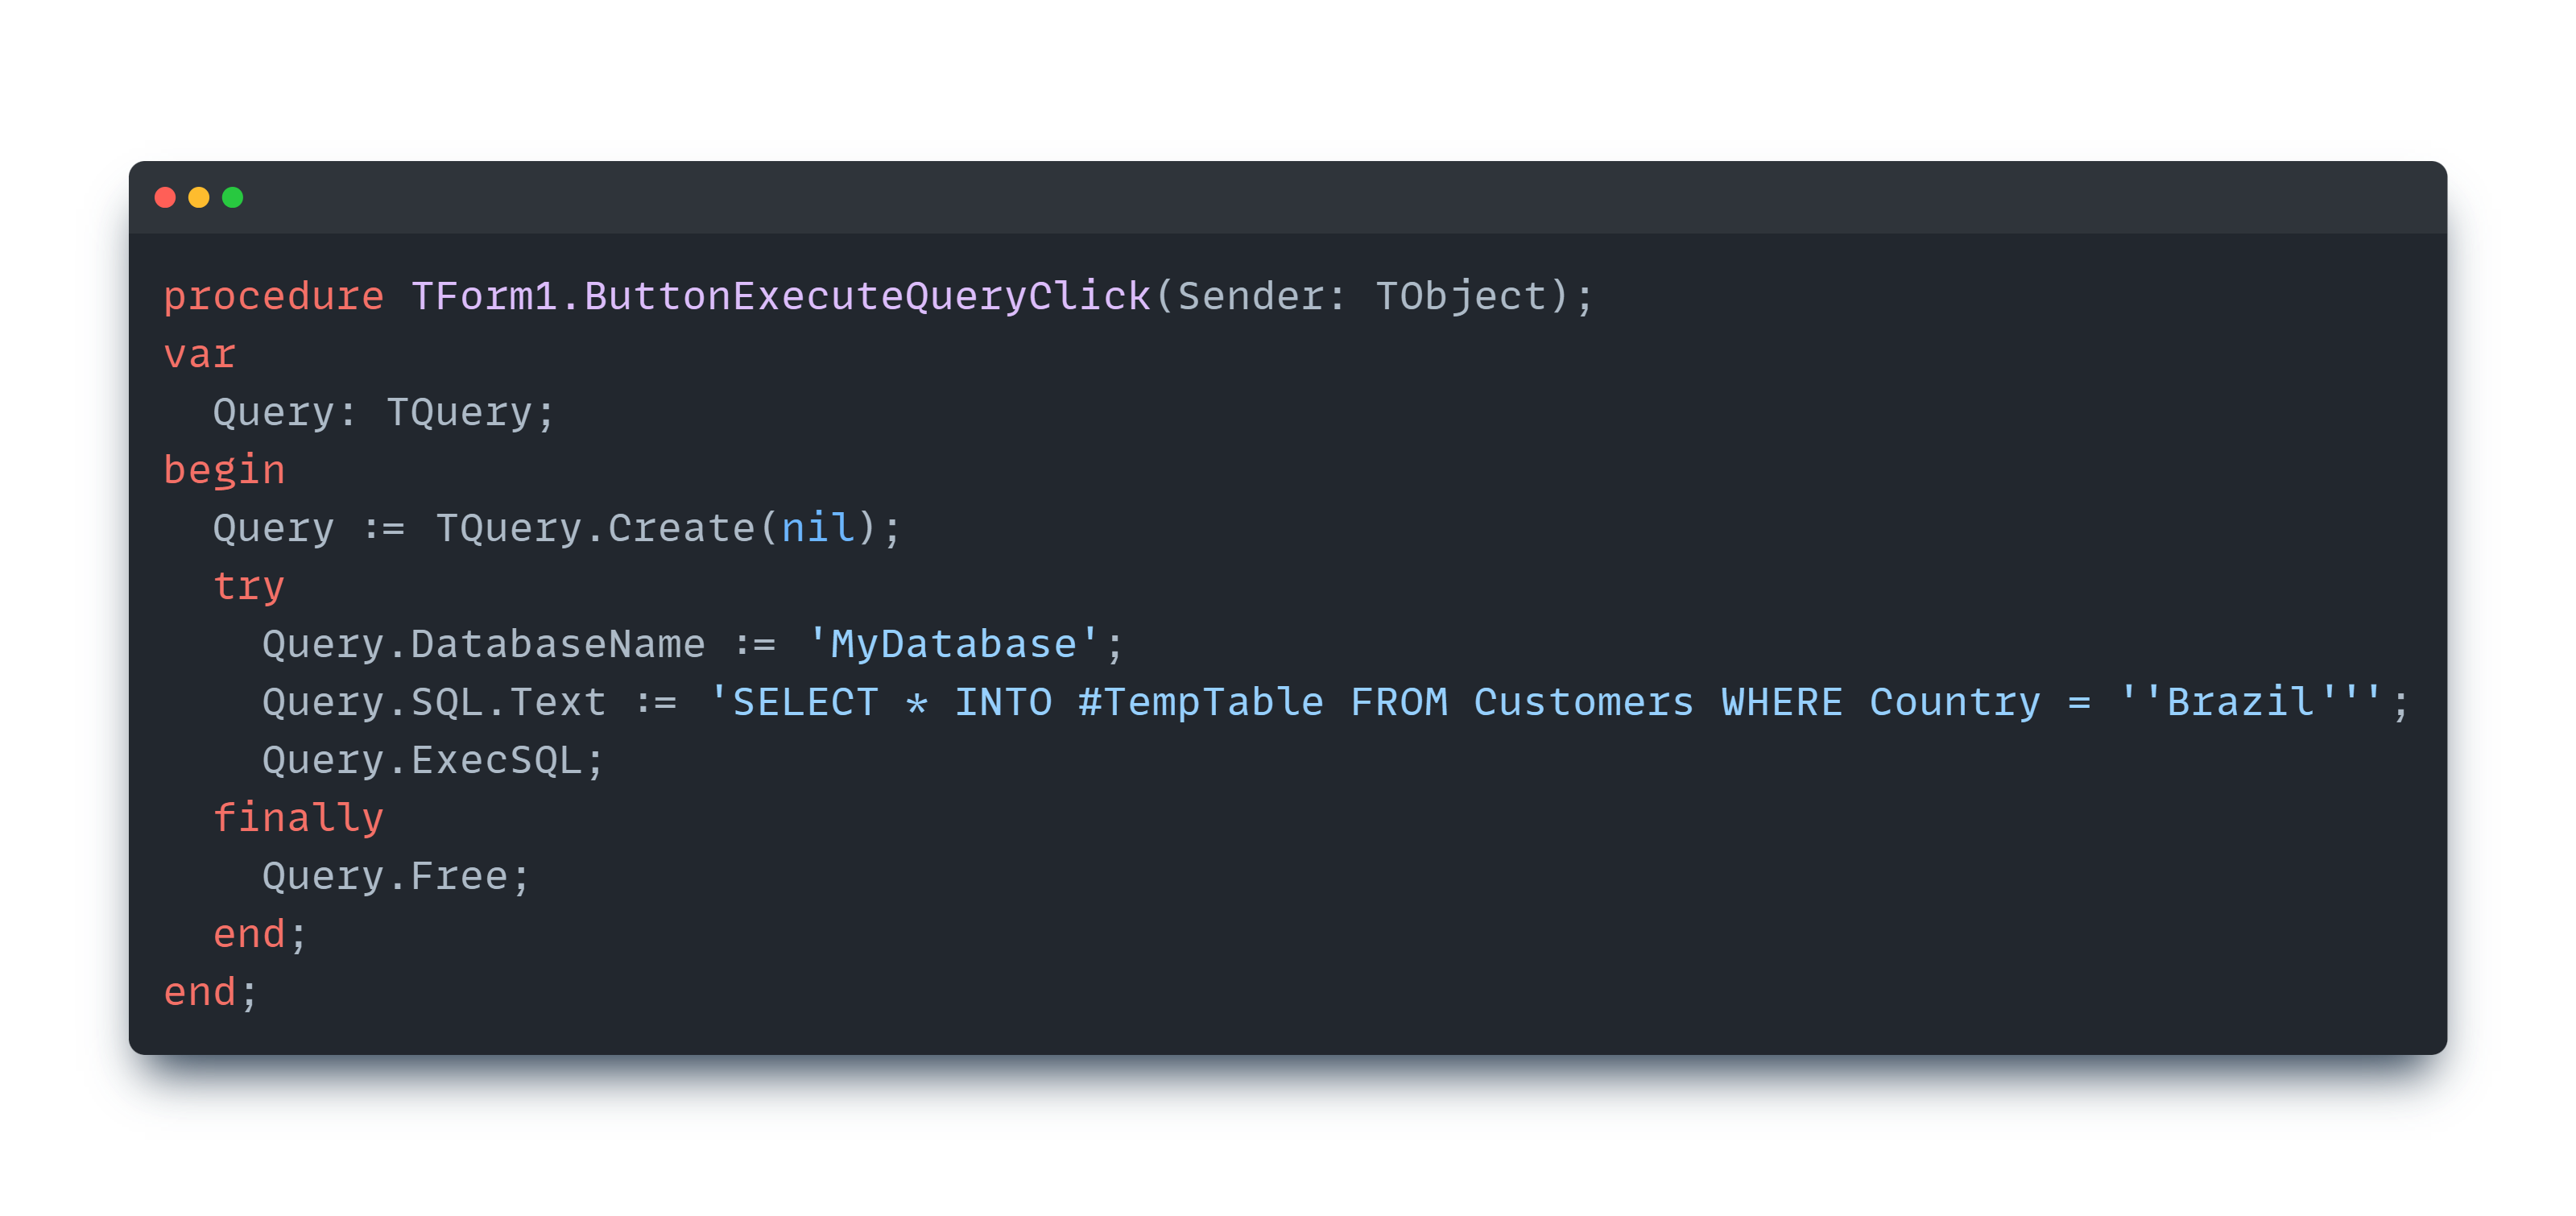 procedure TForm1.ButtonExecuteQueryClick(Sender: TObject);
var
  Query: TQuery;
begin
  Query := TQuery.Create(nil);
  try
    Query.DatabaseName := 'MyDatabase';
    Query.SQL.Text := 'SELECT * INTO #TempTable FROM Customers WHERE Country = ''Brazil''';
    Query.ExecSQL;
  finally
    Query.Free;
  end;
end;